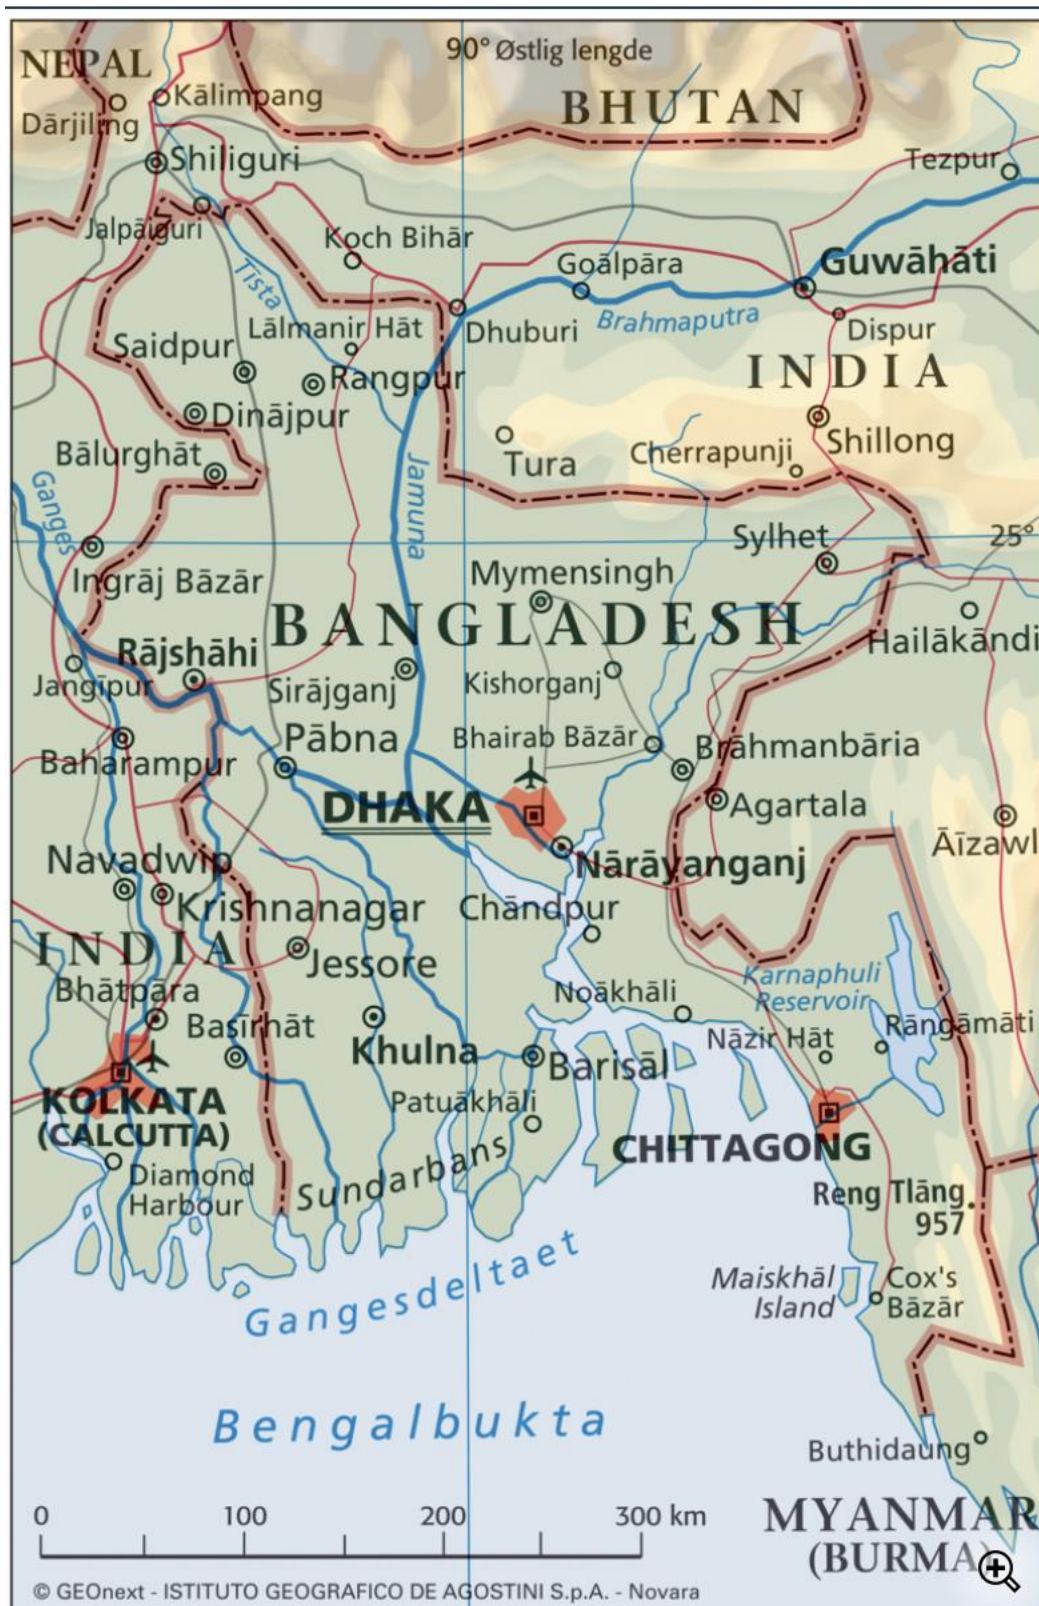 90° Østlig lengde
NEPAL
Kālimpang
Dārjiling
BHUTAN
Shiliguri
Tezpur
Jalpāiguri
Koch Bihār
Goālpāra
Guwāhāti
Tista
Brahmaputra
Lālmanir Hāt
Dhuburi
Dispur
Saidpur
INDIA
Rangpur
Dinājpur
Bālurghāt
Tura
Cherrapunji
Shillong
Ganges
Jamuna
Sylhet
25°
Ingrāj Bāzār
Mymensingh
BANGLADESH
Hailākāndi
Rājshāhi
Jangīpur
Sirājganj
Kishorganj
Pābna
Bhairab Bāzār
Brāhmanbāria
Baharampur
DHAKA
Agartala
Āīzawl
Navadwip
Nārāyanganj
Krishnanagar
Chāndpur
INDIA
Jessore
Karnaphuli
Reservoir
Bhātpāra
Noākhāli
Basīrhāt
Nāzir Hāt
Rāngāmāti
Khulna
Barisāl
KOLKATA
(CALCUTTA)
Patuākhāli
CHITTAGONG
Diamond
Harbour
Sundarbans
Reng Tlāng
957
Gangesdeltaet
Maiskhāl
Island
Cox's
Bāzār
Bengalbukta
Buthidaung
0 100 200 300 km
MYANMAR
(BURMA)
© GEOnext - ISTITUTO GEOGRAFICO DE AGOSTINI S.p.A. - Novara